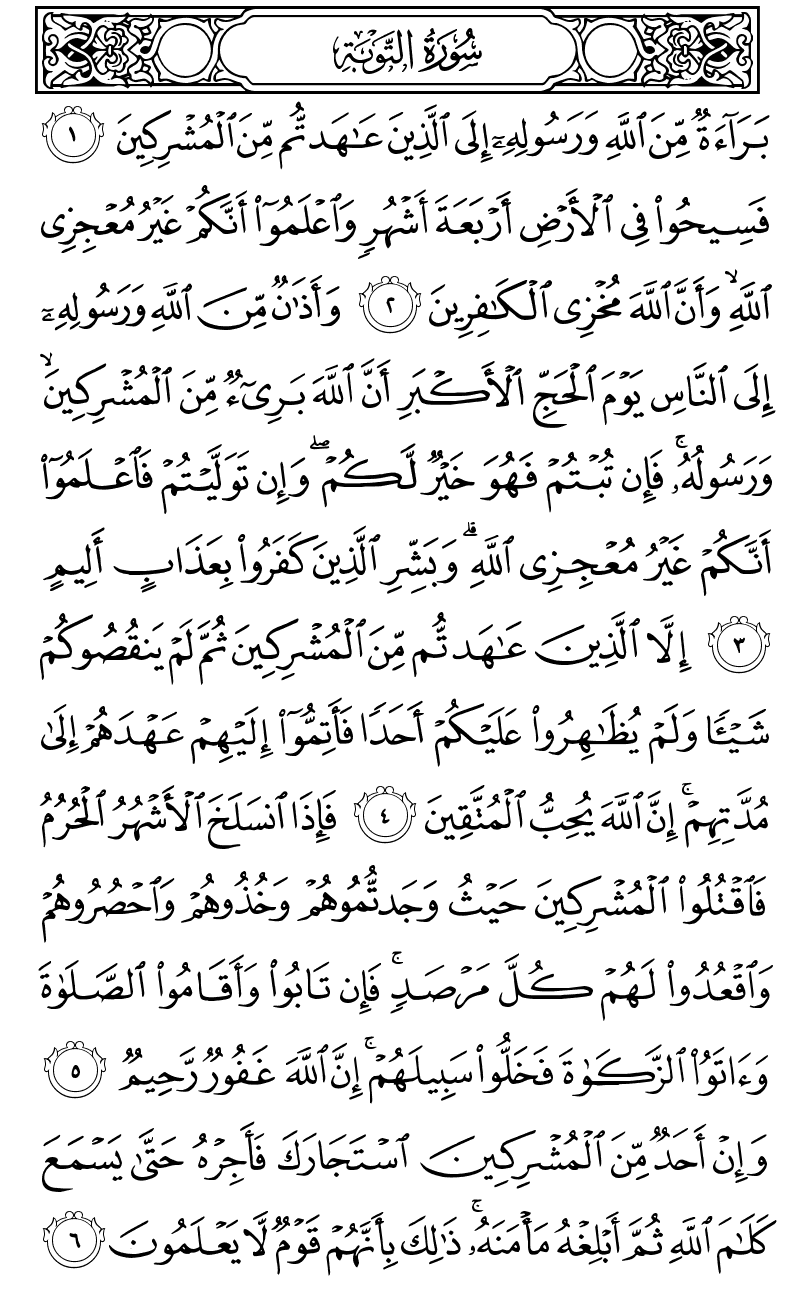 سُورَةُ التَّوۡبَةِ
بَرَآءَةٞ مِّنَ ٱللَّهِ وَرَسُولِهِۦٓ إِلَى ٱلَّذِينَ عَٰهَدتُّم مِّنَ ٱلۡمُشۡرِكِينَ ١
فَسِيحُواْ فِي ٱلۡأَرۡضِ أَرۡبَعَةَ أَشۡهُرٖ وَٱعۡلَمُوٓاْ أَنَّكُمۡ غَيۡرُ مُعۡجِزِي
ٱللَّهِ وَأَنَّ ٱللَّهَ مُخۡزِي ٱلۡكَٰفِرِينَ ٢ وَأَذَٰنٞ مِّنَ ٱللَّهِ وَرَسُولِهِۦٓ
إِلَى ٱلنَّاسِ يَوۡمَ ٱلۡحَجِّ ٱلۡأَكۡبَرِ أَنَّ ٱللَّهَ بَرِيٓءٞ مِّنَ ٱلۡمُشۡرِكِينَ
وَرَسُولُهُۥۚ فَإِن تُبۡتُمۡ فَهُوَ خَيۡرٞ لَّكُمۡۖ وَإِن تَوَلَّيۡتُمۡ فَٱعۡلَمُوٓاْ
أَنَّكُمۡ غَيۡرُ مُعۡجِزِي ٱللَّهِۗ وَبَشِّرِ ٱلَّذِينَ كَفَرُواْ بِعَذَابٍ أَلِيمٍ
٣ إِلَّا ٱلَّذِينَ عَٰهَدتُّم مِّنَ ٱلۡمُشۡرِكِينَ ثُمَّ لَمۡ يَنقُصُوكُمۡ
شَيۡـٔٗا وَلَمۡ يُظَٰهِرُواْ عَلَيۡكُمۡ أَحَدٗا فَأَتِمُّوٓاْ إِلَيۡهِمۡ عَهۡدَهُمۡ إِلَىٰ
مُدَّتِهِمۡۚ إِنَّ ٱللَّهَ يُحِبُّ ٱلۡمُتَّقِينَ ٤ فَإِذَا ٱنسَلَخَ ٱلۡأَشۡهُرُ ٱلۡحُرُمُ
فَٱقۡتُلُواْ ٱلۡمُشۡرِكِينَ حَيۡثُ وَجَدتُّمُوهُمۡ وَخُذُوهُمۡ وَٱحۡصُرُوهُمۡ
وَٱقۡعُدُواْ لَهُمۡ كُلَّ مَرۡصَدٖۚ فَإِن تَابُواْ وَأَقَامُواْ ٱلصَّلَوٰةَ
وَءَاتَوُاْ ٱلزَّكَوٰةَ فَخَلُّواْ سَبِيلَهُمۡۚ إِنَّ ٱللَّهَ غَفُورٞ رَّحِيمٞ ٥
وَإِنۡ أَحَدٞ مِّنَ ٱلۡمُشۡرِكِينَ ٱسۡتَجَارَكَ فَأَجِرۡهُ حَتَّىٰ يَسۡمَعَ
كَلَٰمَ ٱللَّهِ ثُمَّ أَبۡلِغۡهُ مَأۡمَنَهُۥۚ ذَٰلِكَ بِأَنَّهُمۡ قَوۡمٞ لَّا يَعۡلَمُونَ ٦